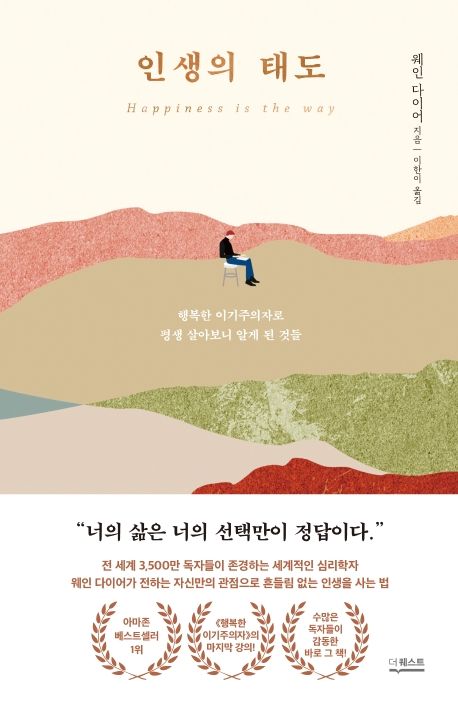 인생의 태도
Happiness is the way
웨인 다이어 지음 | 이한이 옮김
행복한 이기주의자로
평생 살아보니 알게 된 것들
“너의 삶은 너의 선택만이 정답이다.”
전 세계 3,500만 독자들이 존경하는 세계적인 심리학자
웨인 다이어가 전하는 자신만의 관점으로 흔들림 없는 인생을 사는 법
아마존
베스트셀러
1위
《행복한
이기주의자》의
마지막 강의!
수많은
독자들이
감동한
바로 그 책!
더퀘스트